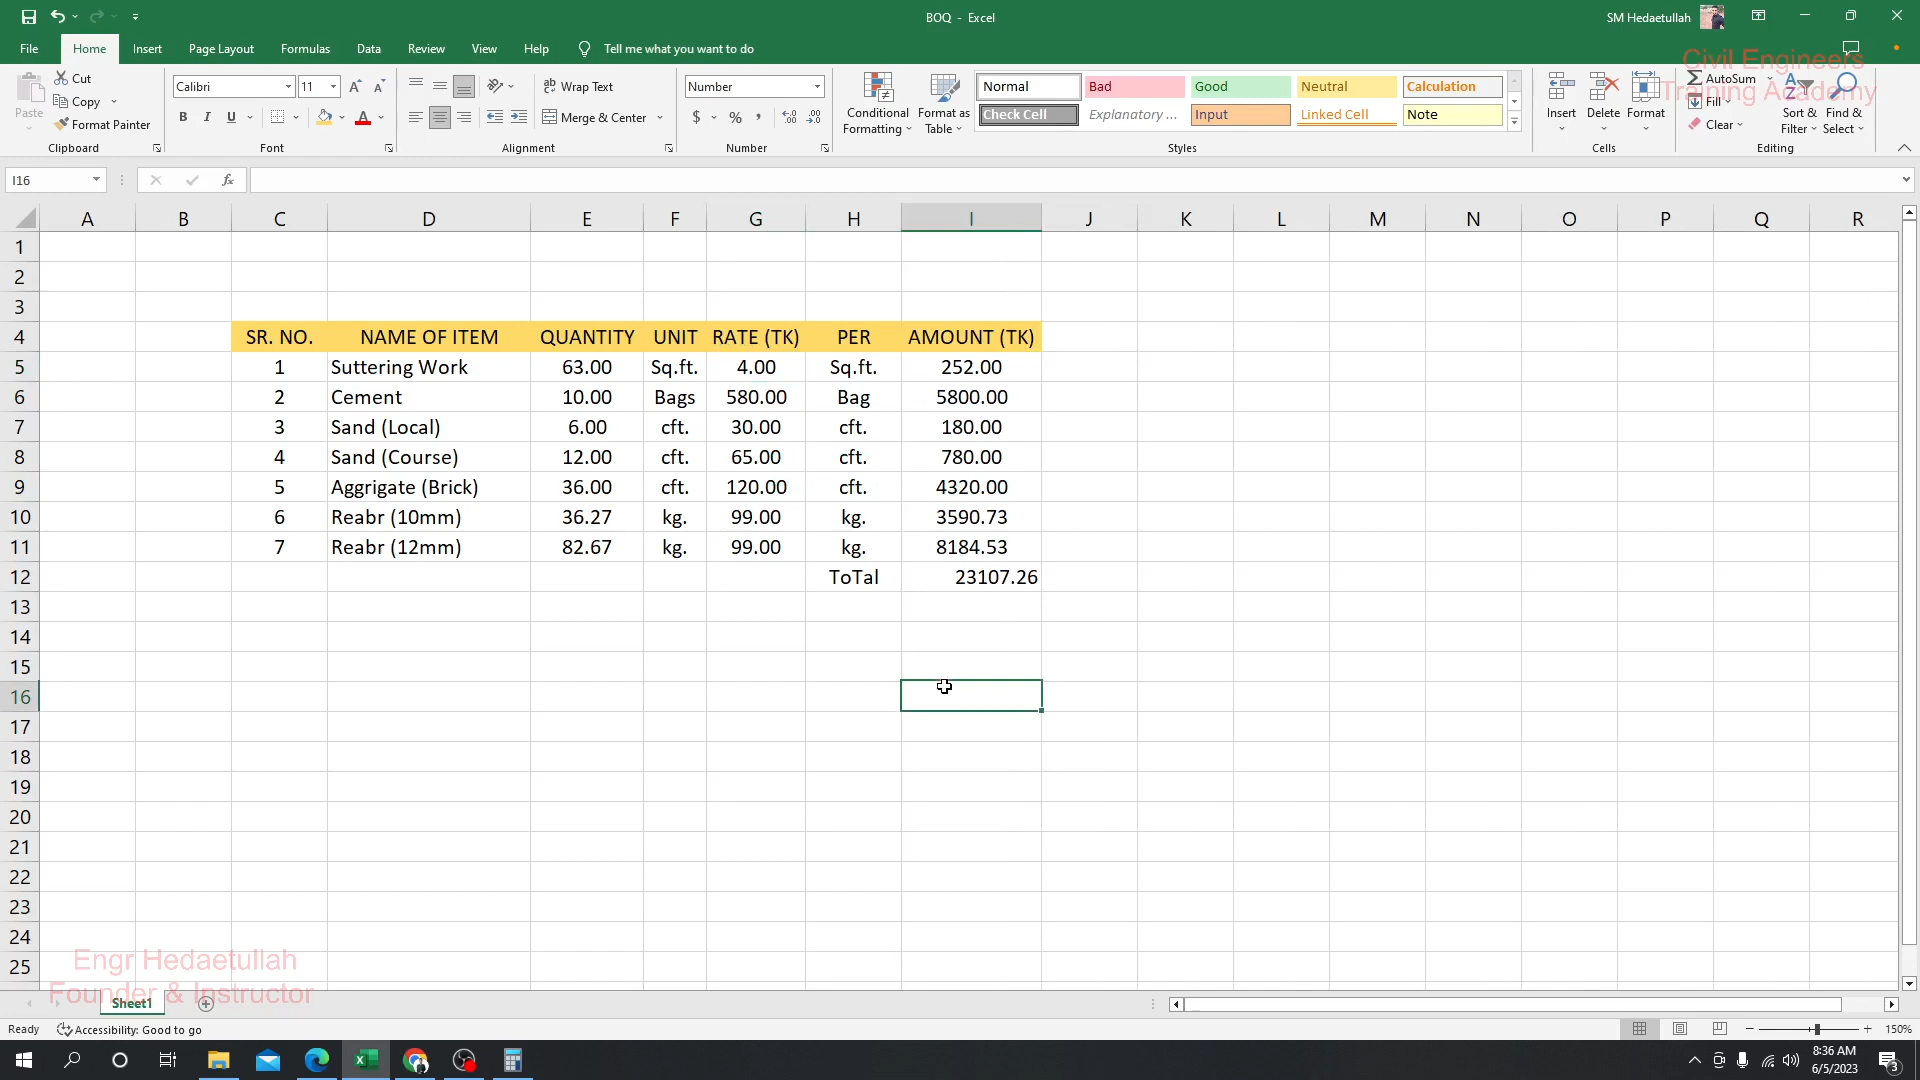 BOQ - Excel
SM Hedaetullah
File Home Insert Page Layout Formulas Data Review View Help Tell me what you want to do
Civil Engineers
Training Academy
Paste
Cut
Copy
Format Painter
Clipboard
Calibri 11
B I U
Font
Wrap Text
Merge & Center
Alignment
Number
$ % ,
Number
Conditional Formatting
Format as Table
Normal Bad Good Neutral Calculation
Check Cell Explanatory ... Input Linked Cell Note
Styles
Insert Delete Format
Cells
AutoSum
Fill
Clear
Sort & Filter
Find & Select
Editing
I16
fx
A B C D E F G H I J K L M N O P Q R
1
2
3
4 SR. NO. NAME OF ITEM QUANTITY UNIT RATE (TK) PER AMOUNT (TK)
5 1 Suttering Work 63.00 Sq.ft. 4.00 Sq.ft. 252.00
6 2 Cement 10.00 Bags 580.00 Bag 5800.00
7 3 Sand (Local) 6.00 cft. 30.00 cft. 180.00
8 4 Sand (Course) 12.00 cft. 65.00 cft. 780.00
9 5 Aggrigate (Brick) 36.00 cft. 120.00 cft. 4320.00
10 6 Reabr (10mm) 36.27 kg. 99.00 kg. 3590.73
11 7 Reabr (12mm) 82.67 kg. 99.00 kg. 8184.53
12 ToTal 23107.26
13
14
15
16
17
18
19
20
21
22
23
24
25
Engr Hedaetullah
Founder & Instructor
Sheet1
Ready Accessibility: Good to go
150%
8:36 AM
6/5/2023
3